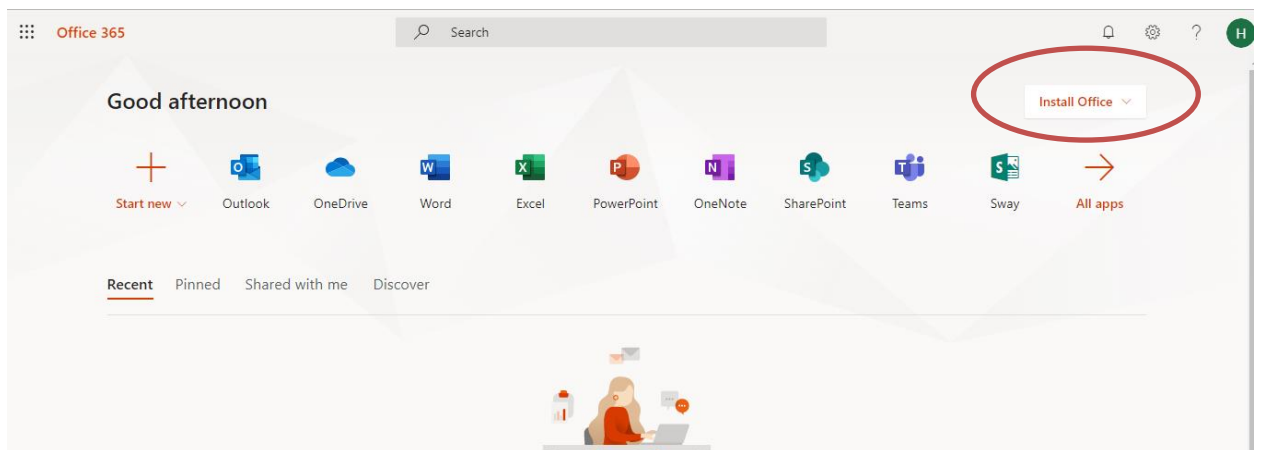 Office 365 Search ? H
Good afternoon
Install Office
Start new Outlook OneDrive Word Excel PowerPoint OneNote SharePoint Teams Sway All apps
Recent Pinned Shared with me Discover